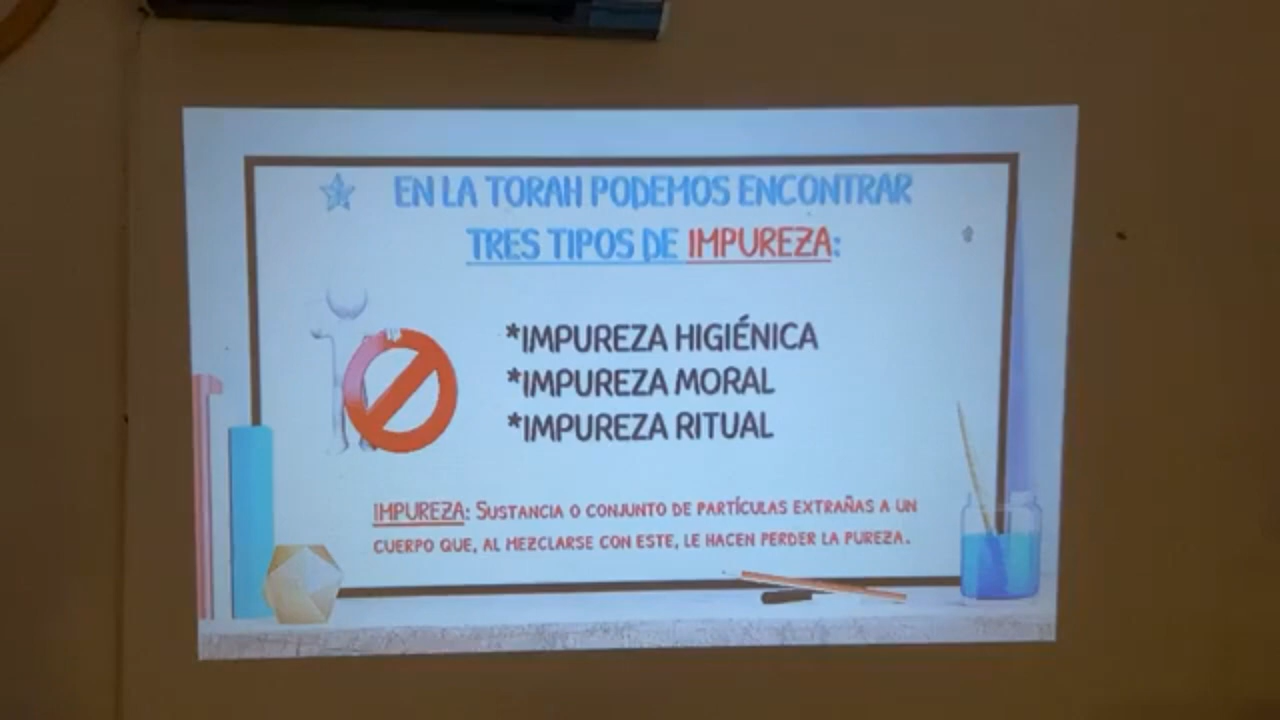 EN LA TORAH PODEMOS ENCONTRAR
TRES TIPOS DE IMPUREZA:
*IMPUREZA HIGIÉNICA
*IMPUREZA MORAL
*IMPUREZA RITUAL
IMPUREZA: SUSTANCIA O CONJUNTO DE PARTÍCULAS EXTRAÑAS A UN
CUERPO QUE, AL MEZCLARSE CON ESTE, LE HACEN PERDER LA PUREZA.